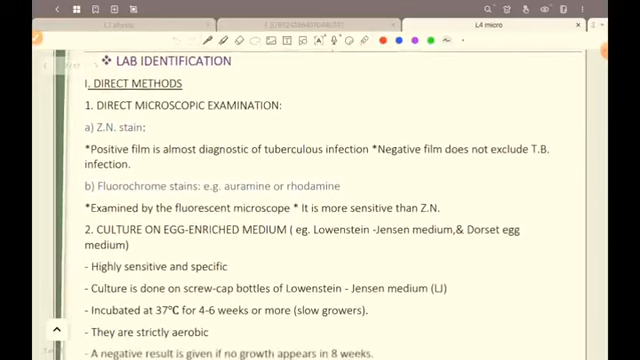 L4 micro
❖ LAB IDENTIFICATION
I. DIRECT METHODS
1. DIRECT MICROSCOPIC EXAMINATION:
a) Z.N. stain;
*Positive film is almost diagnostic of tuberculous infection *Negative film does not exclude T.B.
infection.
b) Fluorochrome stains: e.g. auramine or rhodamine
*Examined by the fluorescent microscope * It is more sensitive than Z.N.
2. CULTURE ON EGG-ENRICHED MEDIUM ( eg. Lowenstein -Jensen medium,& Dorset egg
medium)
- Highly sensitive and specific
- Culture is done on screw-cap bottles of Lowenstein - Jensen medium (LJ)
- Incubated at 37℃ for 4-6 weeks or more (slow growers).
- They are strictly aerobic
- A negative result is given if no growth appears in 8 weeks.